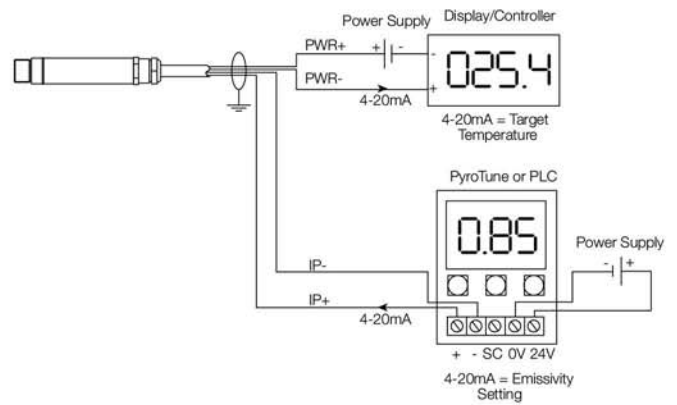 Power Supply
Display/Controller
PWR+
+ -
-
025.4
PWR-
+
4-20mA
4-20mA = Target
Temperature
PyroTune or PLC
0.85
Power Supply
- +
IP-
IP+
4-20mA
+ - SC 0V 24V
4-20mA = Emissivity
Setting